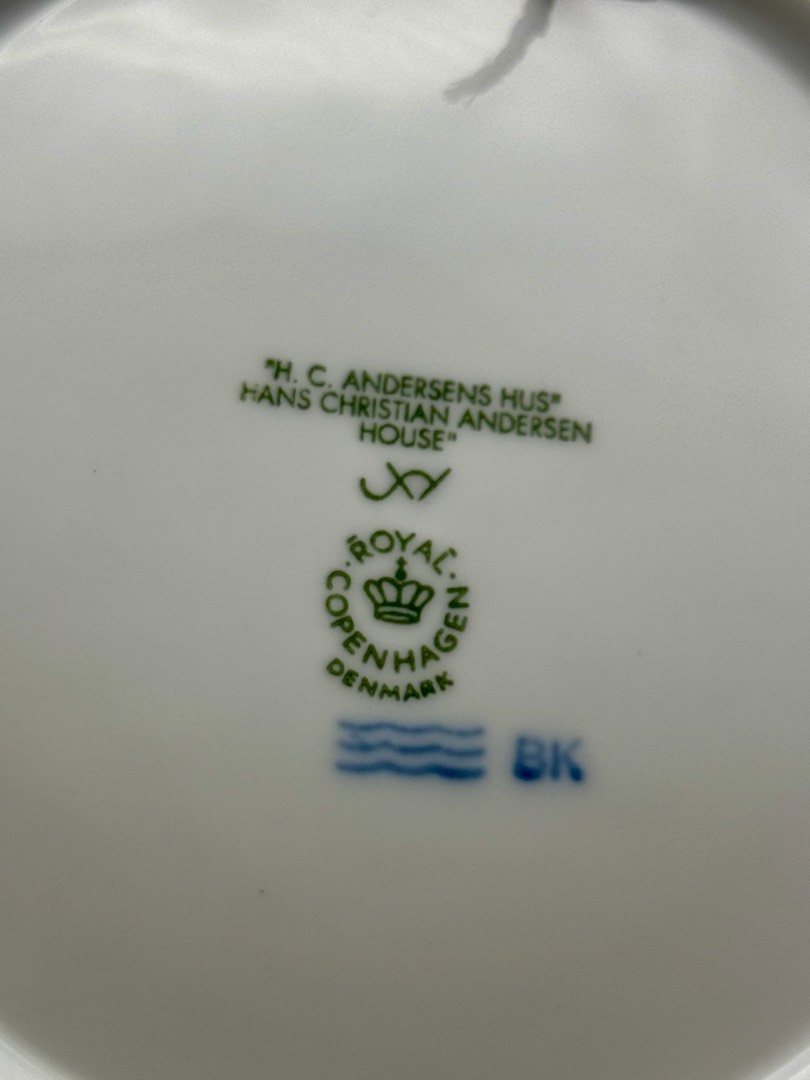 "H. C. ANDERSENS HUS"
HANS CHRISTIAN ANDERSEN
HOUSE"
ROYAL
COPENHAGEN
DENMARK
BK